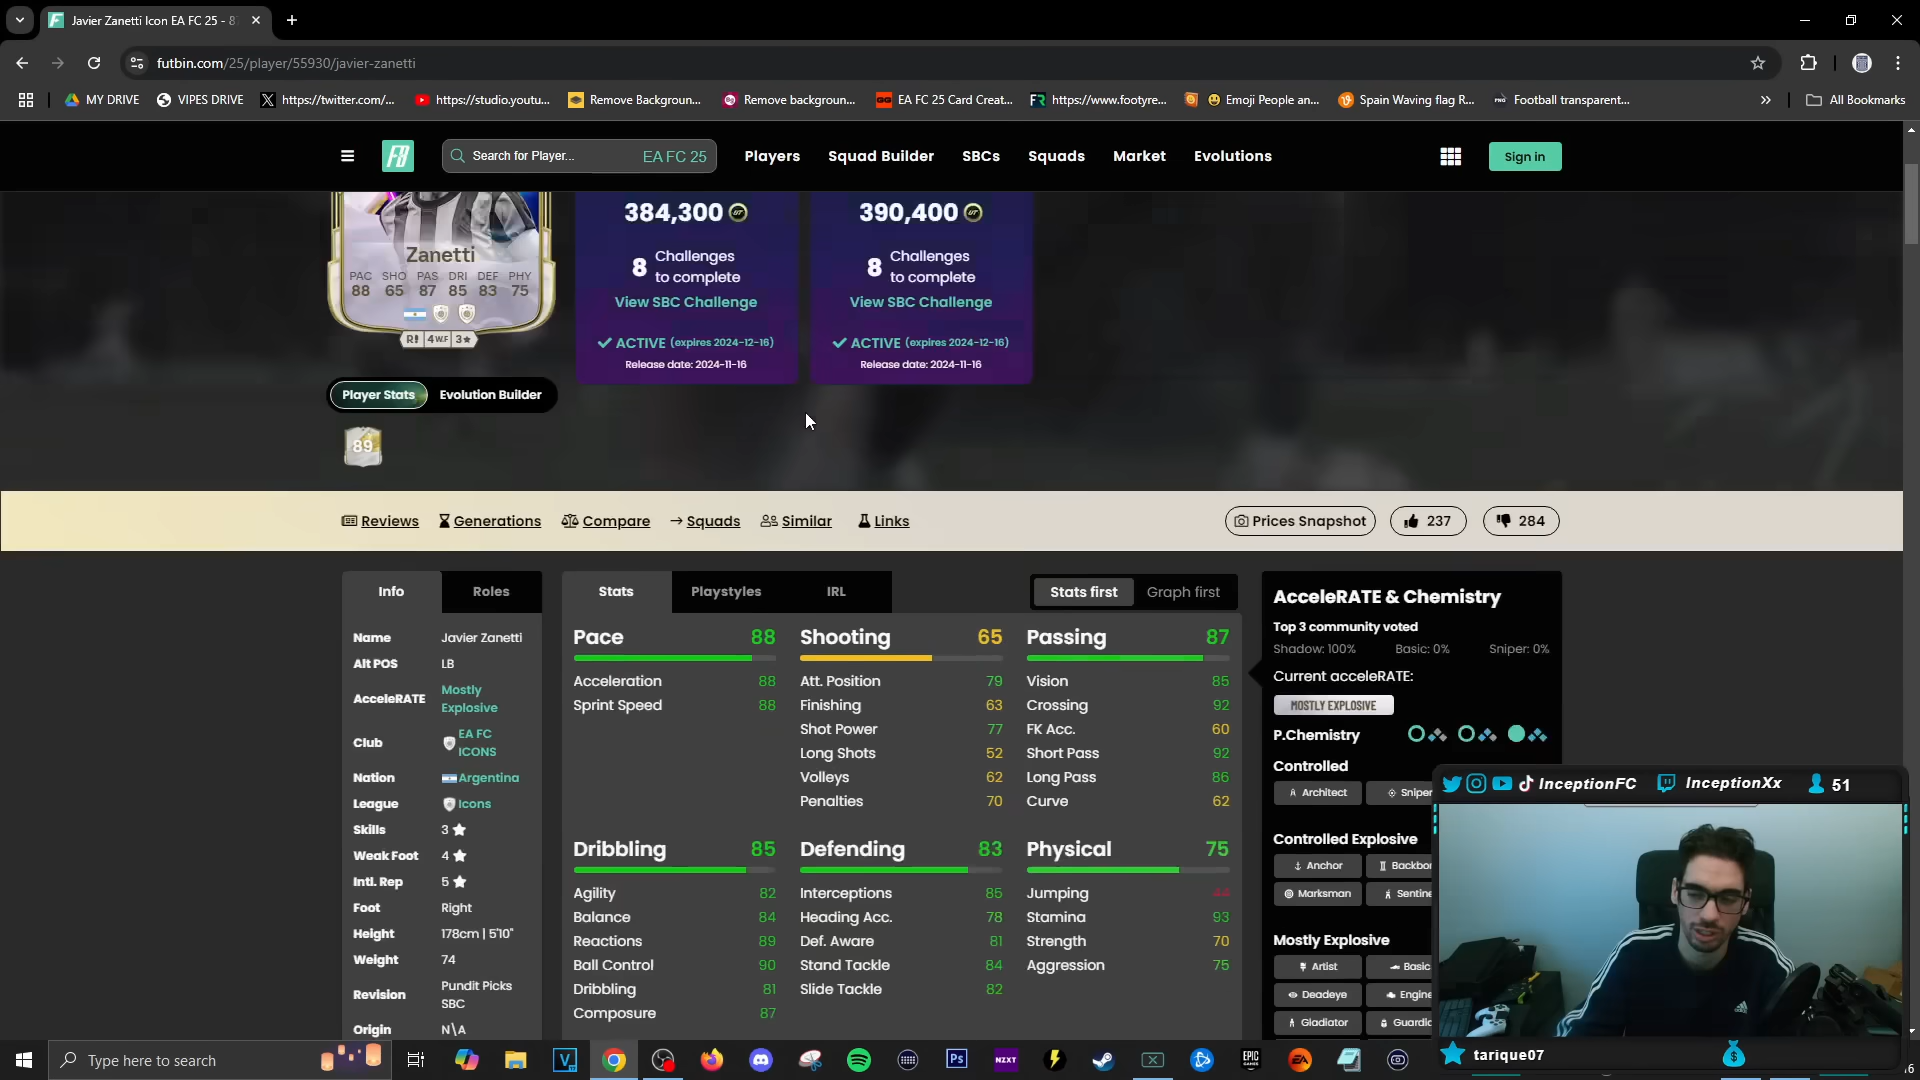 Javier Zanetti Icon EA FC 25 - 8
futbin.com/25/player/55930/javier-zanetti
MY DRIVE
VIPES DRIVE
https://twitter.com/...
https://studio.youtu...
Remove Backgroun...
Remove backgroun...
EA FC 25 Card Creat...
https://www.footyre...
Emoji People an...
Spain Waving flag R...
Football transparent...
All Bookmarks
Search for Player...
EA FC 25
Players
Squad Builder
SBCs
Squads
Market
Evolutions
Sign in
Zanetti
PAC SHO PAS DRI DEF PHY
88 65 87 85 83 75
4 W.F
3
384,300
8
Challenges
to complete
View SBC Challenge
ACTIVE (expires 2024-12-16)
Release date: 2024-11-16
390,400
8
Challenges
to complete
View SBC Challenge
ACTIVE (expires 2024-12-16)
Release date: 2024-11-16
Player Stats
Evolution Builder
89
Reviews
Generations
Compare
Squads
Similar
Links
Prices Snapshot
237
284
Info
Roles
Name Javier Zanetti
Alt POS LB
AcceleRATE Mostly
Explosive
Club EA FC
ICONS
Nation Argentina
League Icons
Skills 3
Weak Foot 4
Intl. Rep 5
Foot Right
Height 178cm | 5'10"
Weight 74
Revision Pundit Picks
SBC
Origin N\A
Stats
Playstyles
IRL
Stats first
Graph first
Pace 88
Acceleration 88
Sprint Speed 88
Shooting 65
Att. Position 79
Finishing 63
Shot Power 77
Long Shots 52
Volleys 62
Penalties 70
Passing 87
Vision 85
Crossing 92
FK Acc. 60
Short Pass 92
Long Pass 86
Curve 62
Dribbling 85
Agility 82
Balance 84
Reactions 89
Ball Control 90
Dribbling 81
Composure 87
Defending 83
Interceptions 85
Heading Acc. 78
Def. Aware 81
Stand Tackle 84
Slide Tackle 82
Physical 75
Jumping 44
Stamina 93
Strength 70
Aggression 75
AcceleRATE & Chemistry
Top 3 community voted
Shadow: 100% Basic: 0% Sniper: 0%
Current acceleRATE:
MOSTLY EXPLOSIVE
P.Chemistry
Controlled
Architect
Sniper
Controlled Explosive
Anchor
Backbo
Marksman
Sentine
Mostly Explosive
Artist
Basic
Deadeye
Engine
Gladiator
Guardi
InceptionFC
InceptionXx
51
tarique07
Type here to search
Ps
NZXT
EPIC
GAMES
EA